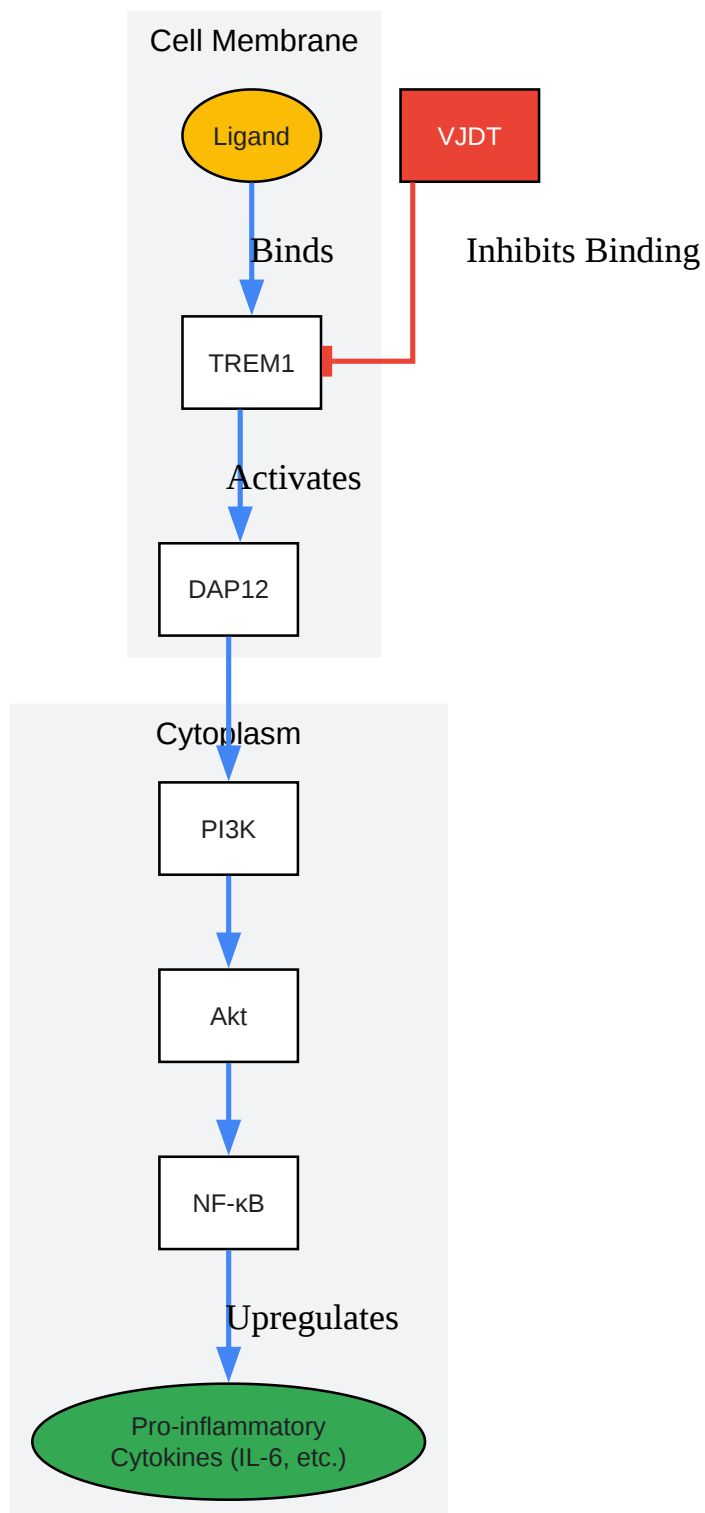 Cell Membrane
Ligand
VJDT
Binds
Inhibits Binding
TREM1
Activates
DAP12
Cytoplasm
PI3K
Akt
NF-κB
Upregulates
Pro-inflammatory
Cytokines (IL-6, etc.)